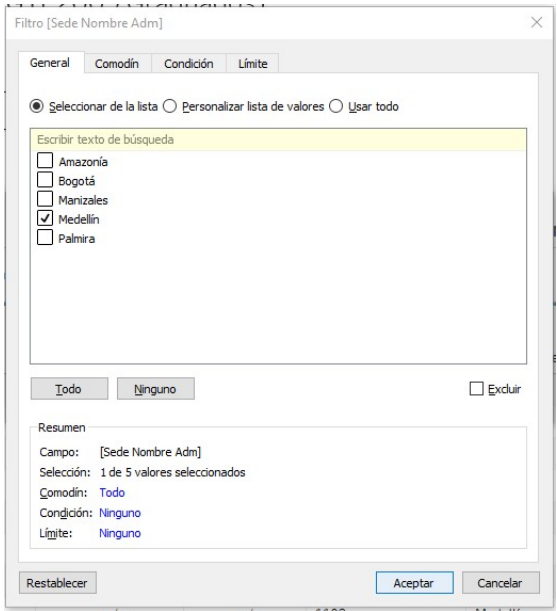 Filtro [Sede Nombre Adm]
General Comodín Condición Límite
Seleccionar de la lista Personalizar lista de valores Usar todo
Escribir texto de búsqueda
Amazonía
Bogotá
Manizales
Medellín
Palmira
Todo Ninguno Excluir
Resumen
Campo: [Sede Nombre Adm]
Selección: 1 de 5 valores seleccionados
Comodín: Todo
Condición: Ninguno
Límite: Ninguno
Restablecer Aceptar Cancelar